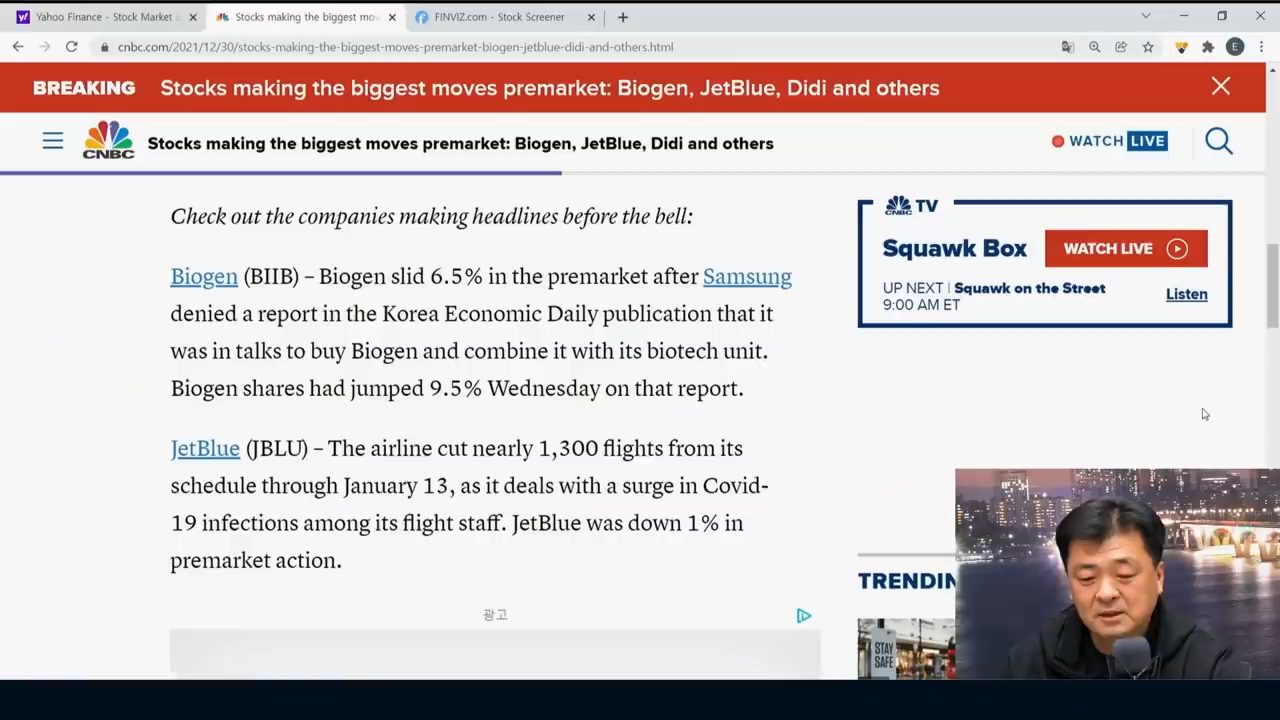 Yahoo Finance - Stock Market
Stocks making the biggest mov
FINVIZ.com - Stock Screener
cnbc.com/2021/12/30/stocks-making-the-biggest-moves-premarket-biogen-jetblue-didi-and-others.html
E
BREAKING Stocks making the biggest moves premarket: Biogen, JetBlue, Didi and others
CNBC
Stocks making the biggest moves premarket: Biogen, JetBlue, Didi and others
WATCH LIVE
Check out the companies making headlines before the bell:
Biogen (BIIB) – Biogen slid 6.5% in the premarket after Samsung
denied a report in the Korea Economic Daily publication that it
was in talks to buy Biogen and combine it with its biotech unit.
Biogen shares had jumped 9.5% Wednesday on that report.
JetBlue (JBLU) – The airline cut nearly 1,300 flights from its
schedule through January 13, as it deals with a surge in Covid-
19 infections among its flight staff. JetBlue was down 1% in
premarket action.
광고
CNBC TV
Squawk Box
WATCH LIVE
UP NEXT | Squawk on the Street
9:00 AM ET
Listen
TRENDIN
STAY
SAFE